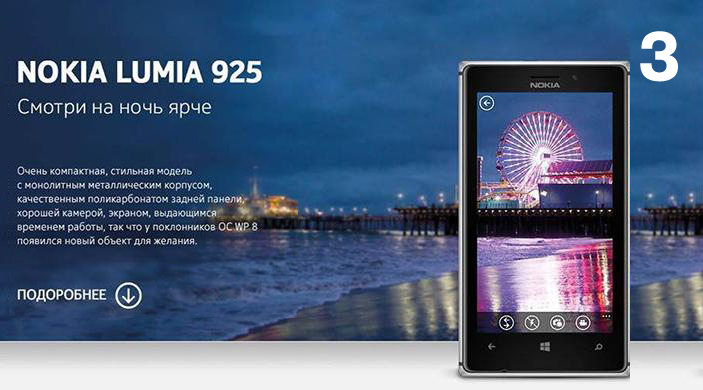 3
NOKIA LUMIA 925
Смотри на ночь ярче
NOKIA
Очень компактная, стильная модель
с монолитным металлическим корпусом,
качественным поликарбонатом задней панели,
хорошей камерой, экраном, выдающимся
временем работы, так что у поклонников ОС WP 8
появился новый объект для желания.
ПОДОРОБНЕЕ